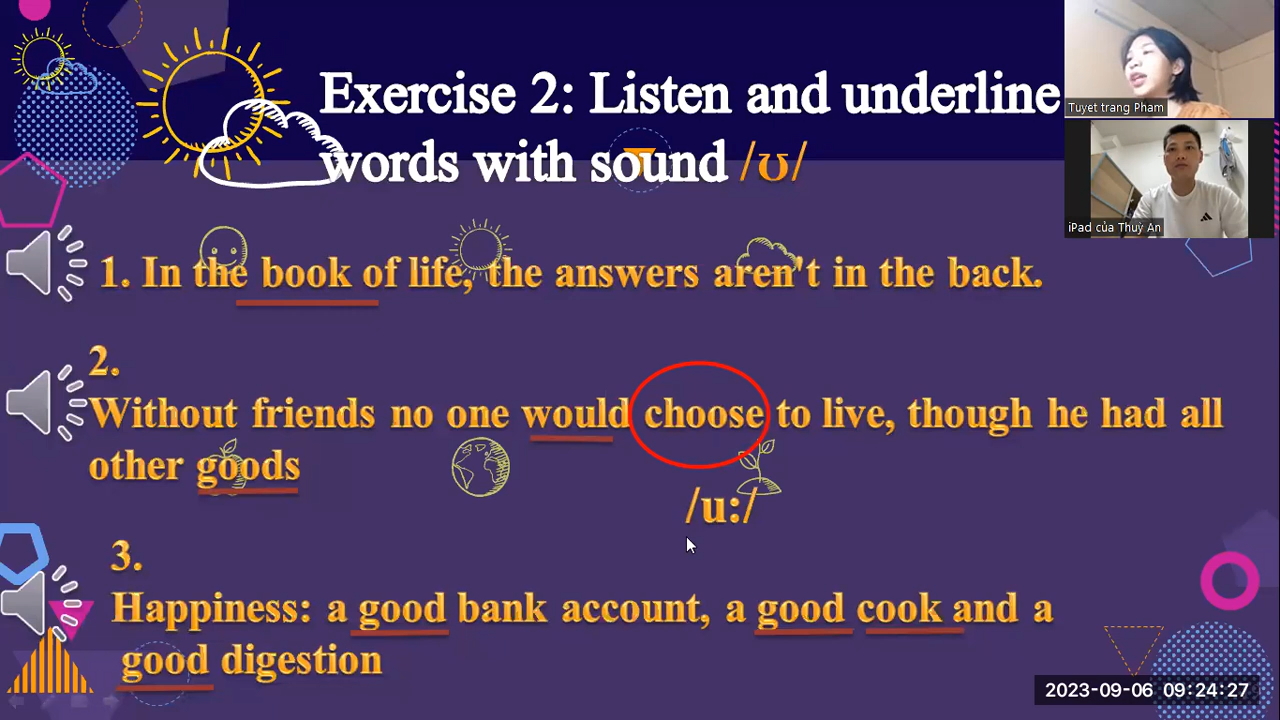 Exercise 2: Listen and underline
words with sound /ʊ/
Tuyet trang Pham
iPad của Thuỳ An
1. In the book of life, the answers aren't in the back.
2.
Without friends no one would choose to live, though he had all
other goods
/u:/
3.
Happiness: a good bank account, a good cook and a
good digestion
2023-09-06 09:24:27